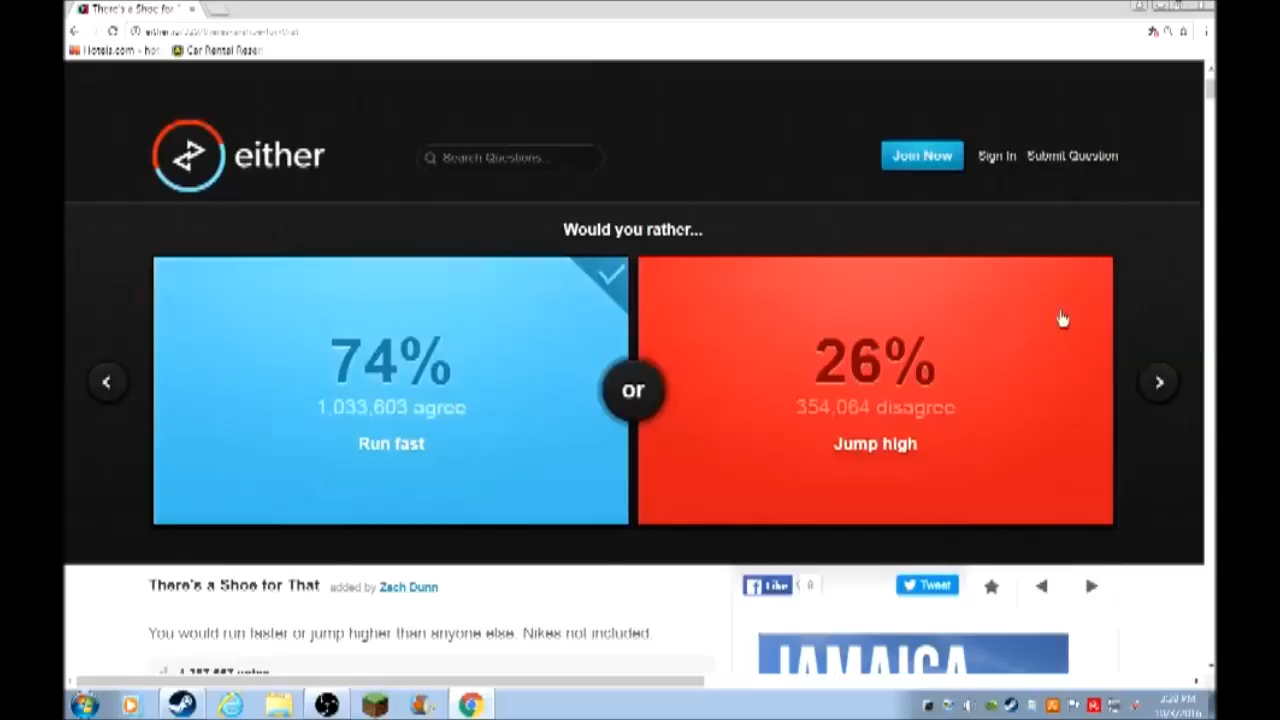 There's a Shoe for
Hotels.com - hot
Car Rental Reser
either
Search Questions...
Join Now
Sign In
Submit Question
Would you rather...
74%
1,033,603 agree
Run fast
or
26%
354,064 disagree
Jump high
There's a Shoe for That added by Zach Dunn
Like 0
Tweet
You would run faster or jump higher than anyone else. Nikes not included
JAMAICA